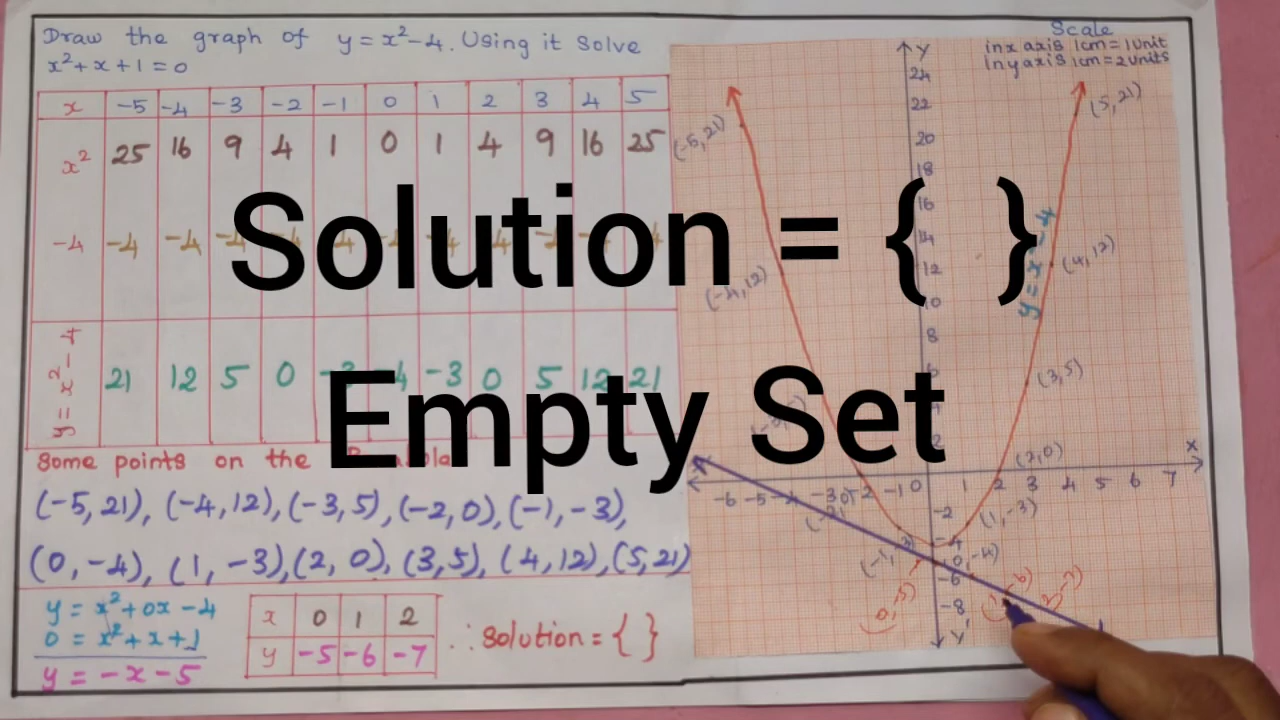 Draw the graph of y = x²-4. Using it solve
x²+x+1=0
x -5 -4 -3 -2 -1 0 1 2 3 4 5
x² 25 16 9 4 1 0 1 4 9 16 25
-4 -4 -4 -4 -4 -4 -4 -4 -4 -4 -4
y = x²-4 21 12 5 0 -3 -4 -3 0 5 12 21
Solution = { }
Empty Set
Some points on the
(-5, 21), (-4, 12), (-3, 5), (-2, 0), (-1, -3),
(0, -4), (1, -3), (2, 0), (3, 5), (4, 12), (5, 21)
y = x²+0x-4
0 = x²+x+1
y = -x-5
x 0 1 2
y -5 -6 -7
∴ Solution = { }
Scale
in x axis 1cm = 1 unit
in y axis 1cm = 2 units
Y
24
22
20
18
16
14
12
10
8
6
2
(-5, 21)
(5, 21)
(-4, 12)
(4, 12)
(3, 5)
(2, 0)
x
-6 -5 -4 -3 -2 -1 0 1 2 3 4 5 6 7
-2
(1, -3)
-4
-6
-8
Y'